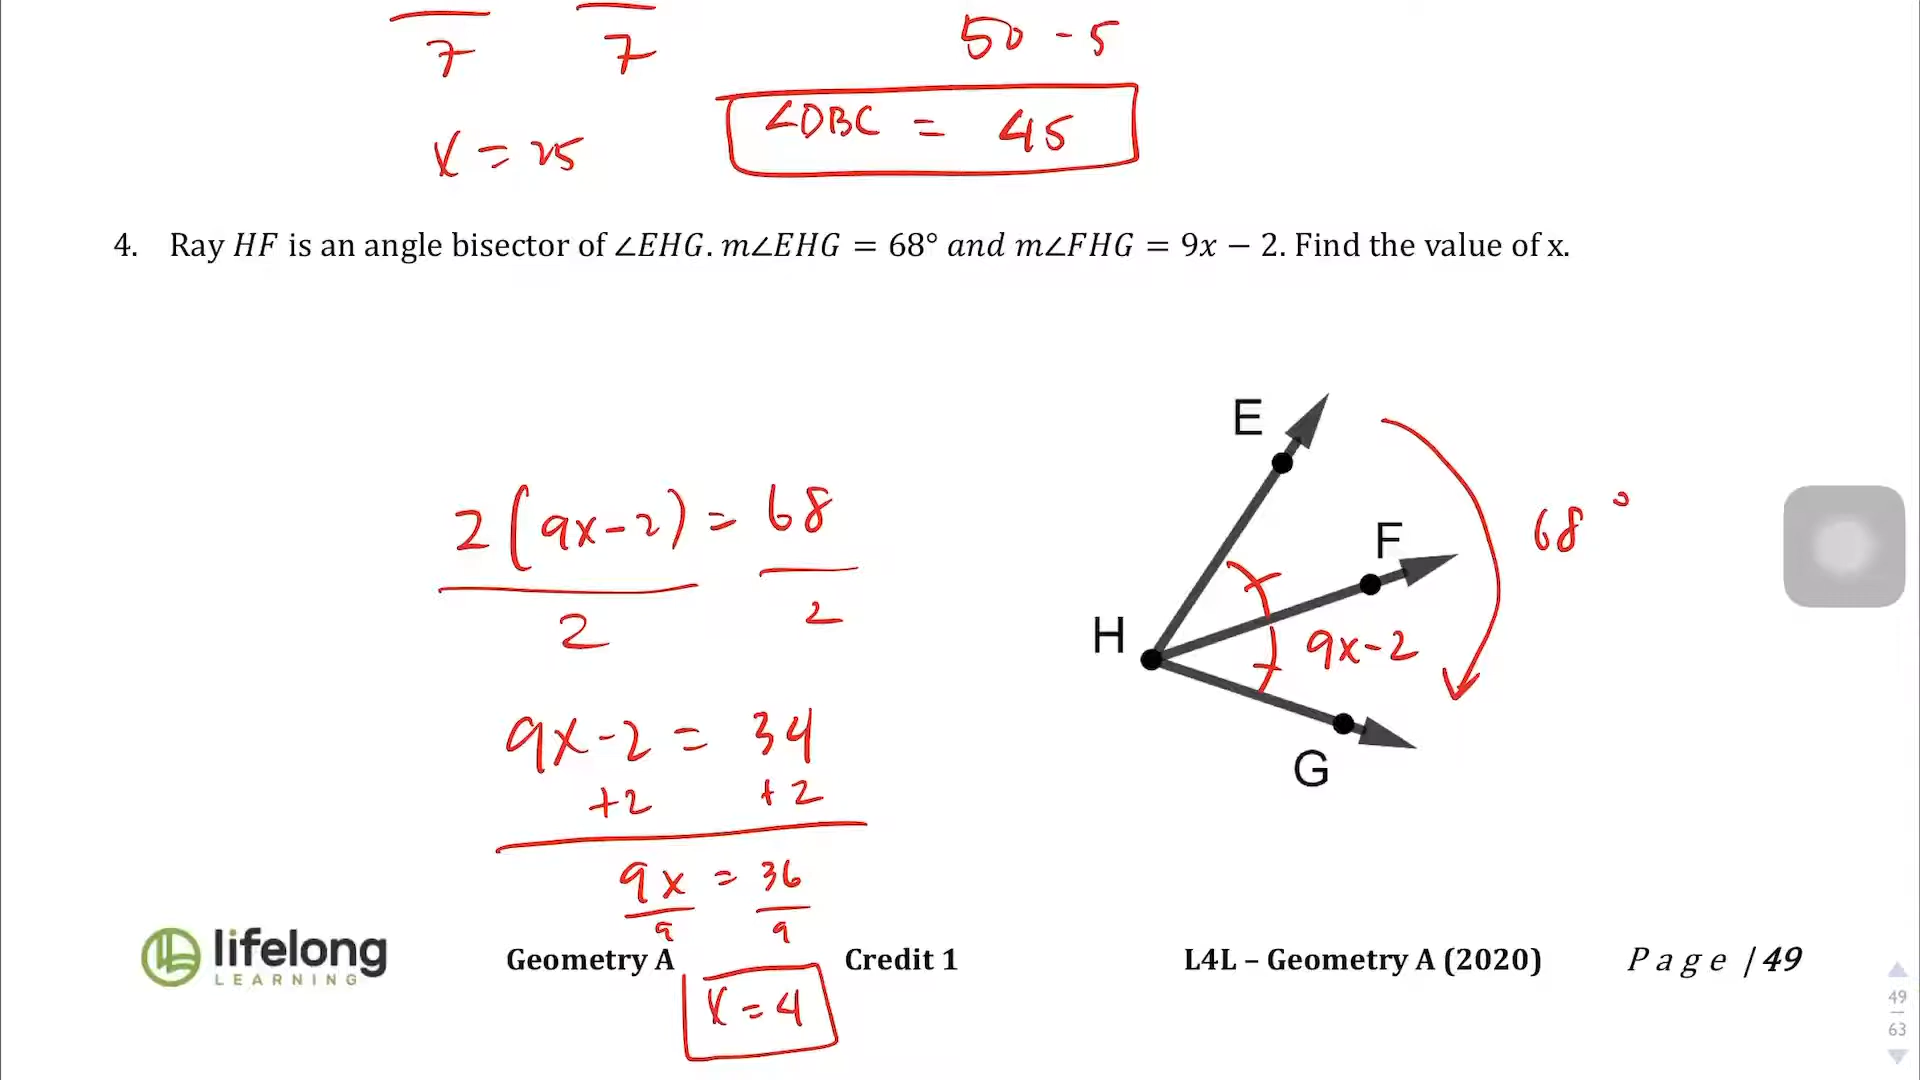 7 7
50 - 5
∠DBC = 45
x = 25
4. Ray HF is an angle bisector of ∠EHG. m∠EHG = 68° and m∠FHG = 9x − 2. Find the value of x.
E
F
H
G
68°
9x-2
2(9x-2) = 68
2 2
9x-2 = 34
+2 +2
9x = 36
9 9
x = 4
lifelong
LEARNING
Geometry A Credit 1 L4L – Geometry A (2020) Page |49
49
63